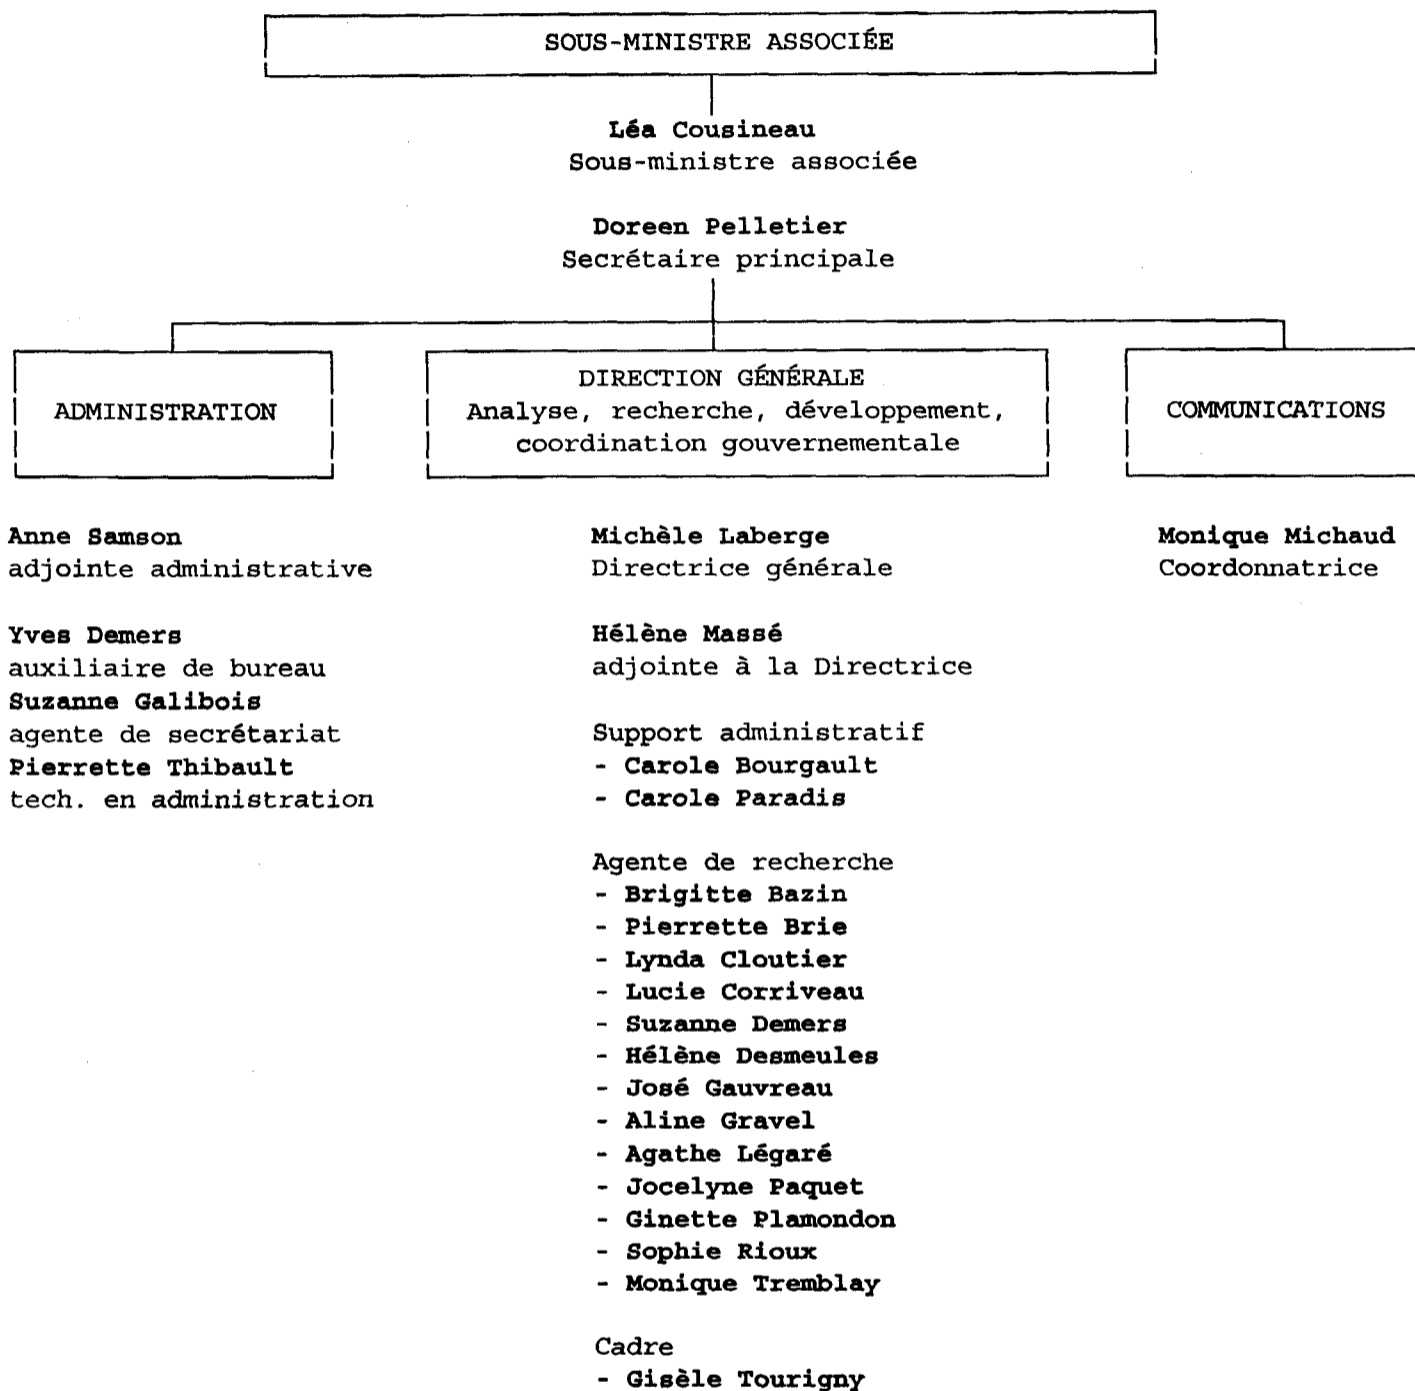 SOUS-MINISTRE ASSOCIÉE
Léa Cousineau
Sous-ministre associée
Doreen Pelletier
Secrétaire principale
ADMINISTRATION
DIRECTION GÉNÉRALE
Analyse, recherche, développement,
coordination gouvernementale
COMMUNICATIONS
Anne Samson
adjointe administrative
Yves Demers
auxiliaire de bureau
Suzanne Galibois
agente de secrétariat
Pierrette Thibault
tech. en administration
Michèle Laberge
Directrice générale
Hélène Massé
adjointe à la Directrice
Support administratif
- Carole Bourgault
- Carole Paradis
Agente de recherche
- Brigitte Bazin
- Pierrette Brie
- Lynda Cloutier
- Lucie Corriveau
- Suzanne Demers
- Hélène Desmeules
- José Gauvreau
- Aline Gravel
- Agathe Légaré
- Jocelyne Paquet
- Ginette Plamondon
- Sophie Rioux
- Monique Tremblay
Cadre
- Gisèle Tourigny
Monique Michaud
Coordonnatrice